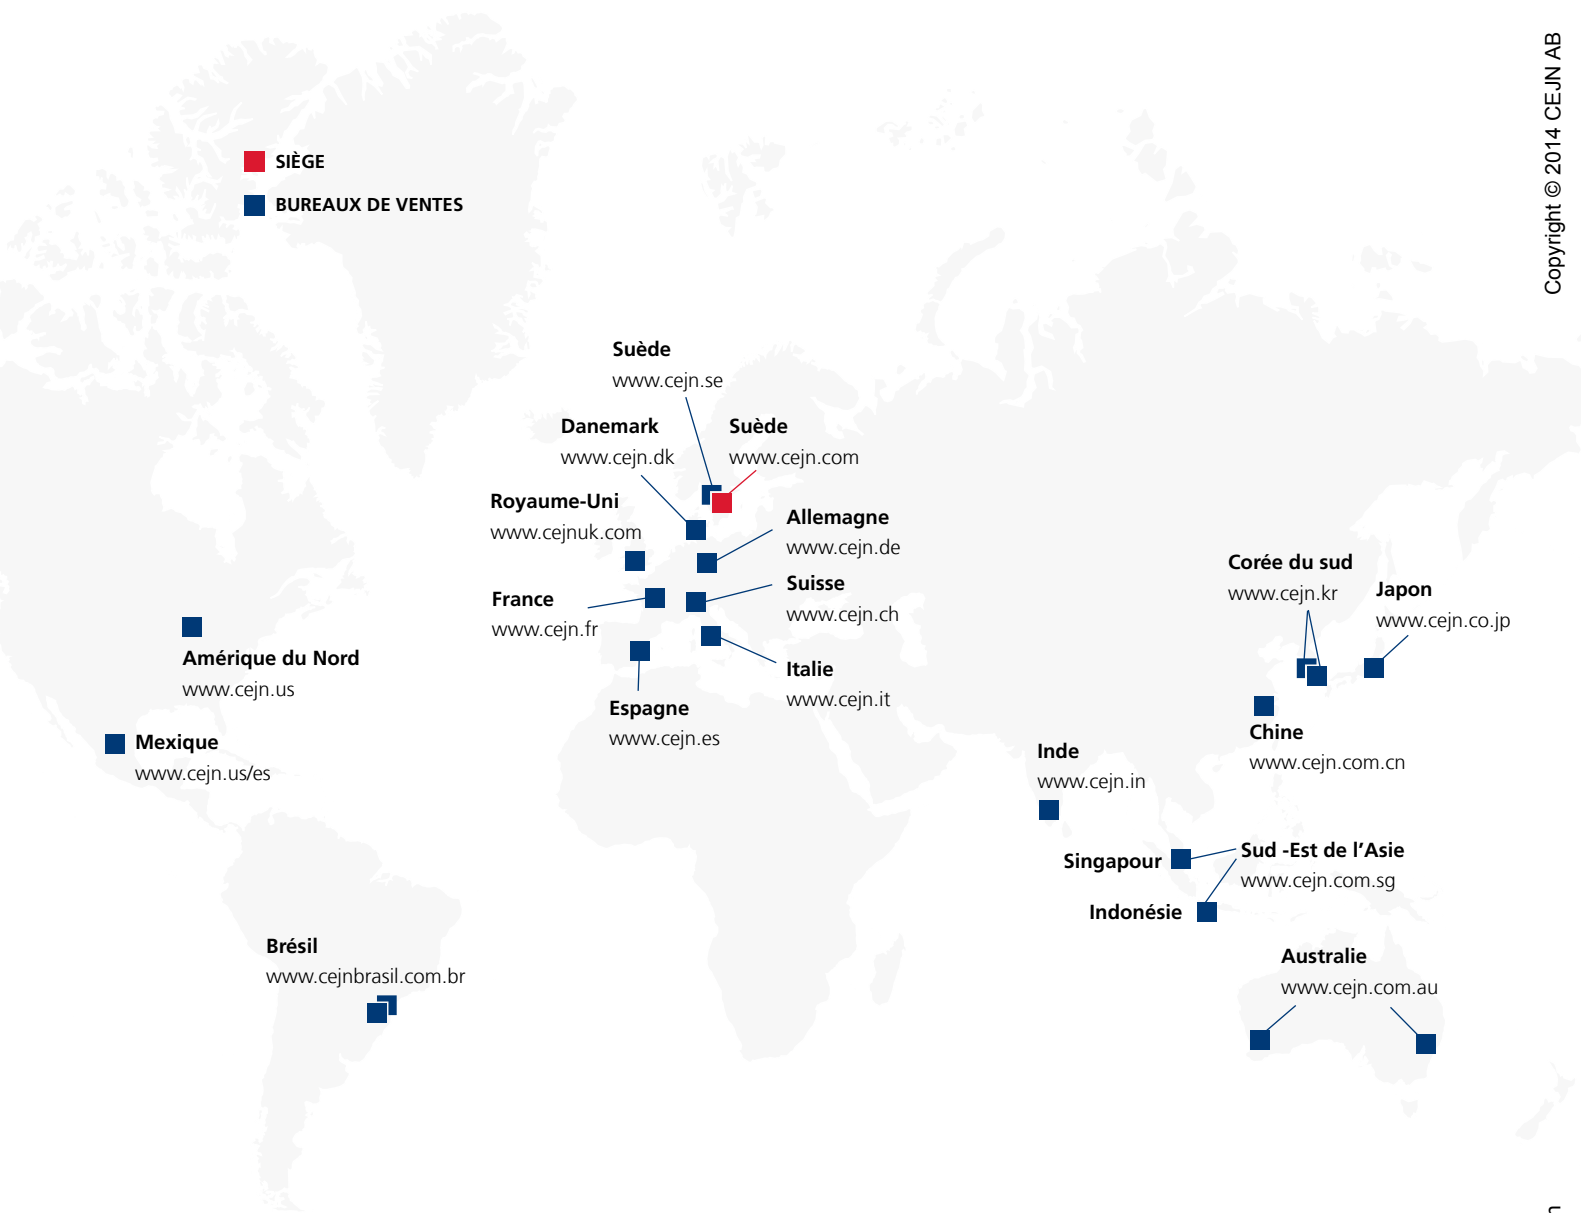 SIÈGE
BUREAUX DE VENTES
Suède
www.cejn.se
Danemark
www.cejn.dk
Suède
www.cejn.com
Royaume-Uni
www.cejnuk.com
Allemagne
www.cejn.de
France
www.cejn.fr
Suisse
www.cejn.ch
Italie
www.cejn.it
Espagne
www.cejn.es
Amérique du Nord
www.cejn.us
Mexique
www.cejn.us/es
Brésil
www.cejnbrasil.com.br
Corée du sud
www.cejn.kr
Japon
www.cejn.co.jp
Chine
www.cejn.com.cn
Inde
www.cejn.in
Singapour
Sud -Est de l’Asie
www.cejn.com.sg
Indonésie
Australie
www.cejn.com.au
Copyright © 2014 CEJN AB